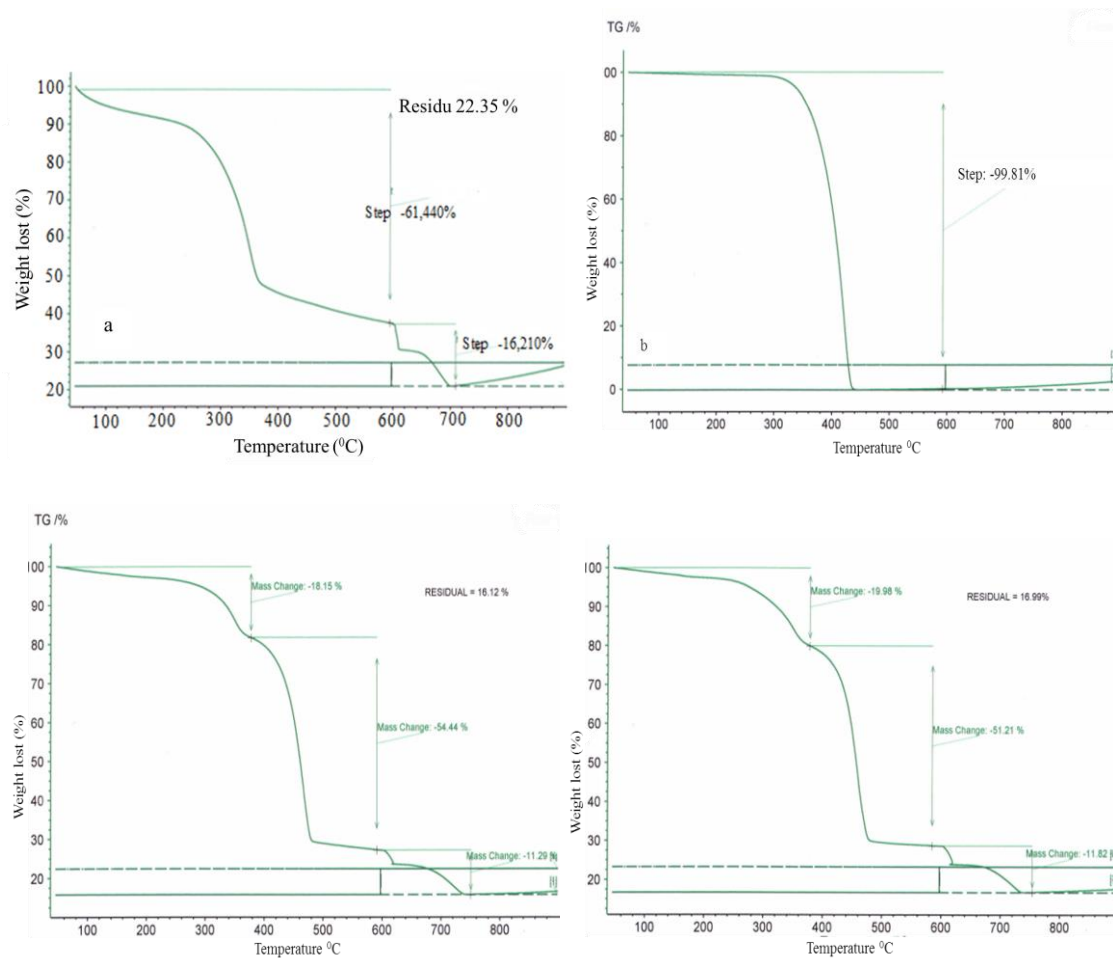 100
90
80
70
60
50
40
30
20
Weight lost (%)
Residu 22.35 %
Step -61,440%
a
Step -16,210%
100 200 300 400 500 600 700 800
Temperature (⁰C)
TG /%
00
80
60
20
20
0
Weight lost (%)
Step: -99.81%
b
100 200 300 400 500 600 700 800
Temperature ⁰C
TG /%
100
90
80
70
60
50
40
30
20
Weight lost (%)
Mass Change: -18.15 %
RESIDUAL = 16.12 %
Mass Change: -54.44 %
Mass Change: -11.29 %
100 200 300 400 500 600 700 800
Temperature ⁰C
100
90
80
70
60
50
40
30
20
Weight lost (%)
Mass Change: -19.98 %
RESIDUAL = 16.99%
Mass Change: -51.21 %
Mass Change: -11.82
100 200 300 400 500 600 700 800
Temperature ⁰C